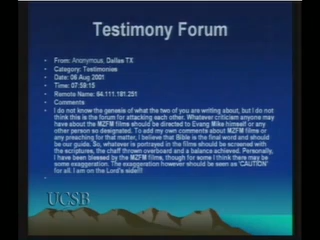 Testimony Forum
• From: Anonymous, Dallas TX
• Category: Testimonies
• Date: 06 Aug 2001
• Time: 07:59:15
• Remote Name: 64.111.181.251
• Comments
• I do not know the genesis of what the two of you are writing about, but I do not
think this is the forum for attacking each other. Whatever criticism anyone may
have about the MZFM films should be directed to Evang Mike himself or any
other person so designated. To add my own comments about MZFM films or
any preaching for that matter, I believe that Bible is the final word and should
be our guide. So, whatever is portrayed in the films should be screened with
the scriptures, the chaff thrown overboard and a balance achieved. Personally,
I have been blessed by the MZFM films, though for some I think there may be
some exaggeration. The exaggeration however should be seen as 'CAUTION'
for all. I am on the Lord's side!!!
•
UCSB